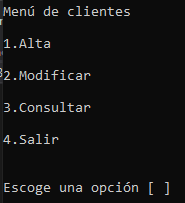 Menú de clientes
1.Alta
2.Modificar
3.Consultar
4.Salir
Escoge una opción [ ]